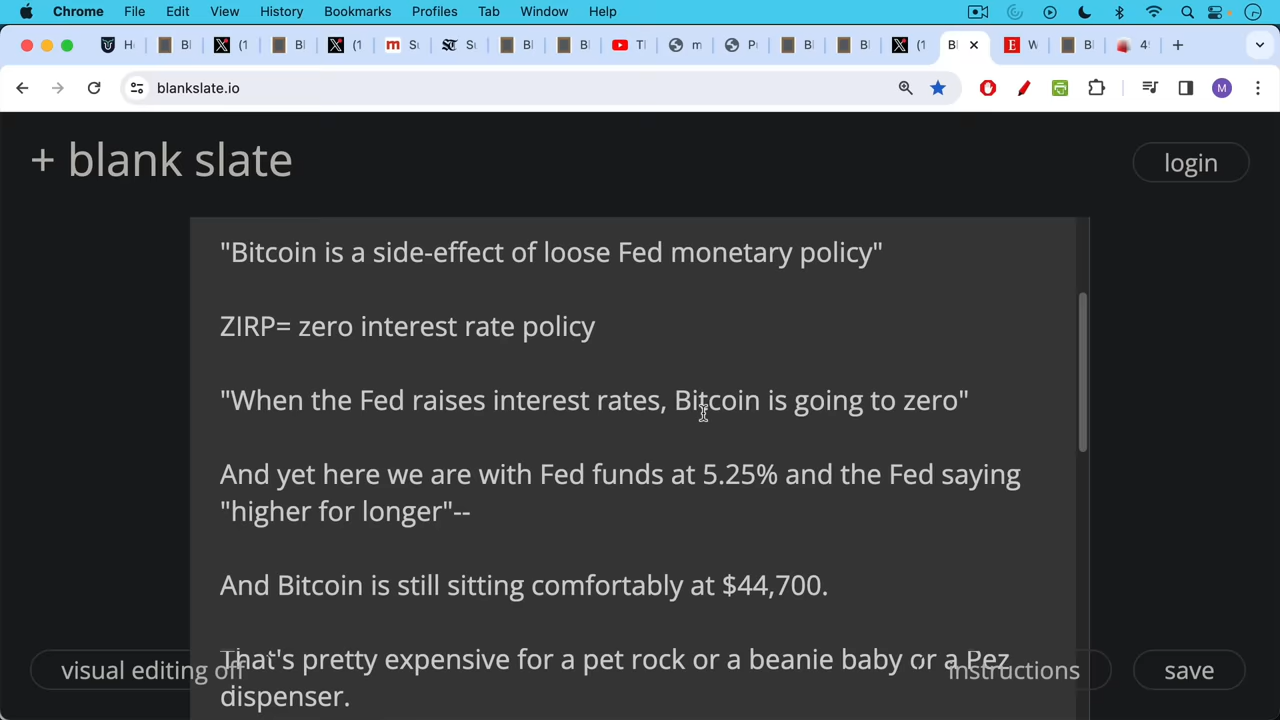 Chrome File Edit View History Bookmarks Profiles Tab Window Help
blankslate.io
M
+ blank slate
login
"Bitcoin is a side-effect of loose Fed monetary policy"
ZIRP= zero interest rate policy
"When the Fed raises interest rates, Bitcoin is going to zero"
And yet here we are with Fed funds at 5.25% and the Fed saying
"higher for longer"--
And Bitcoin is still sitting comfortably at $44,700.
That's pretty expensive for a pet rock or a beanie baby or a Pez
dispenser.
visual editing off
instructions
save